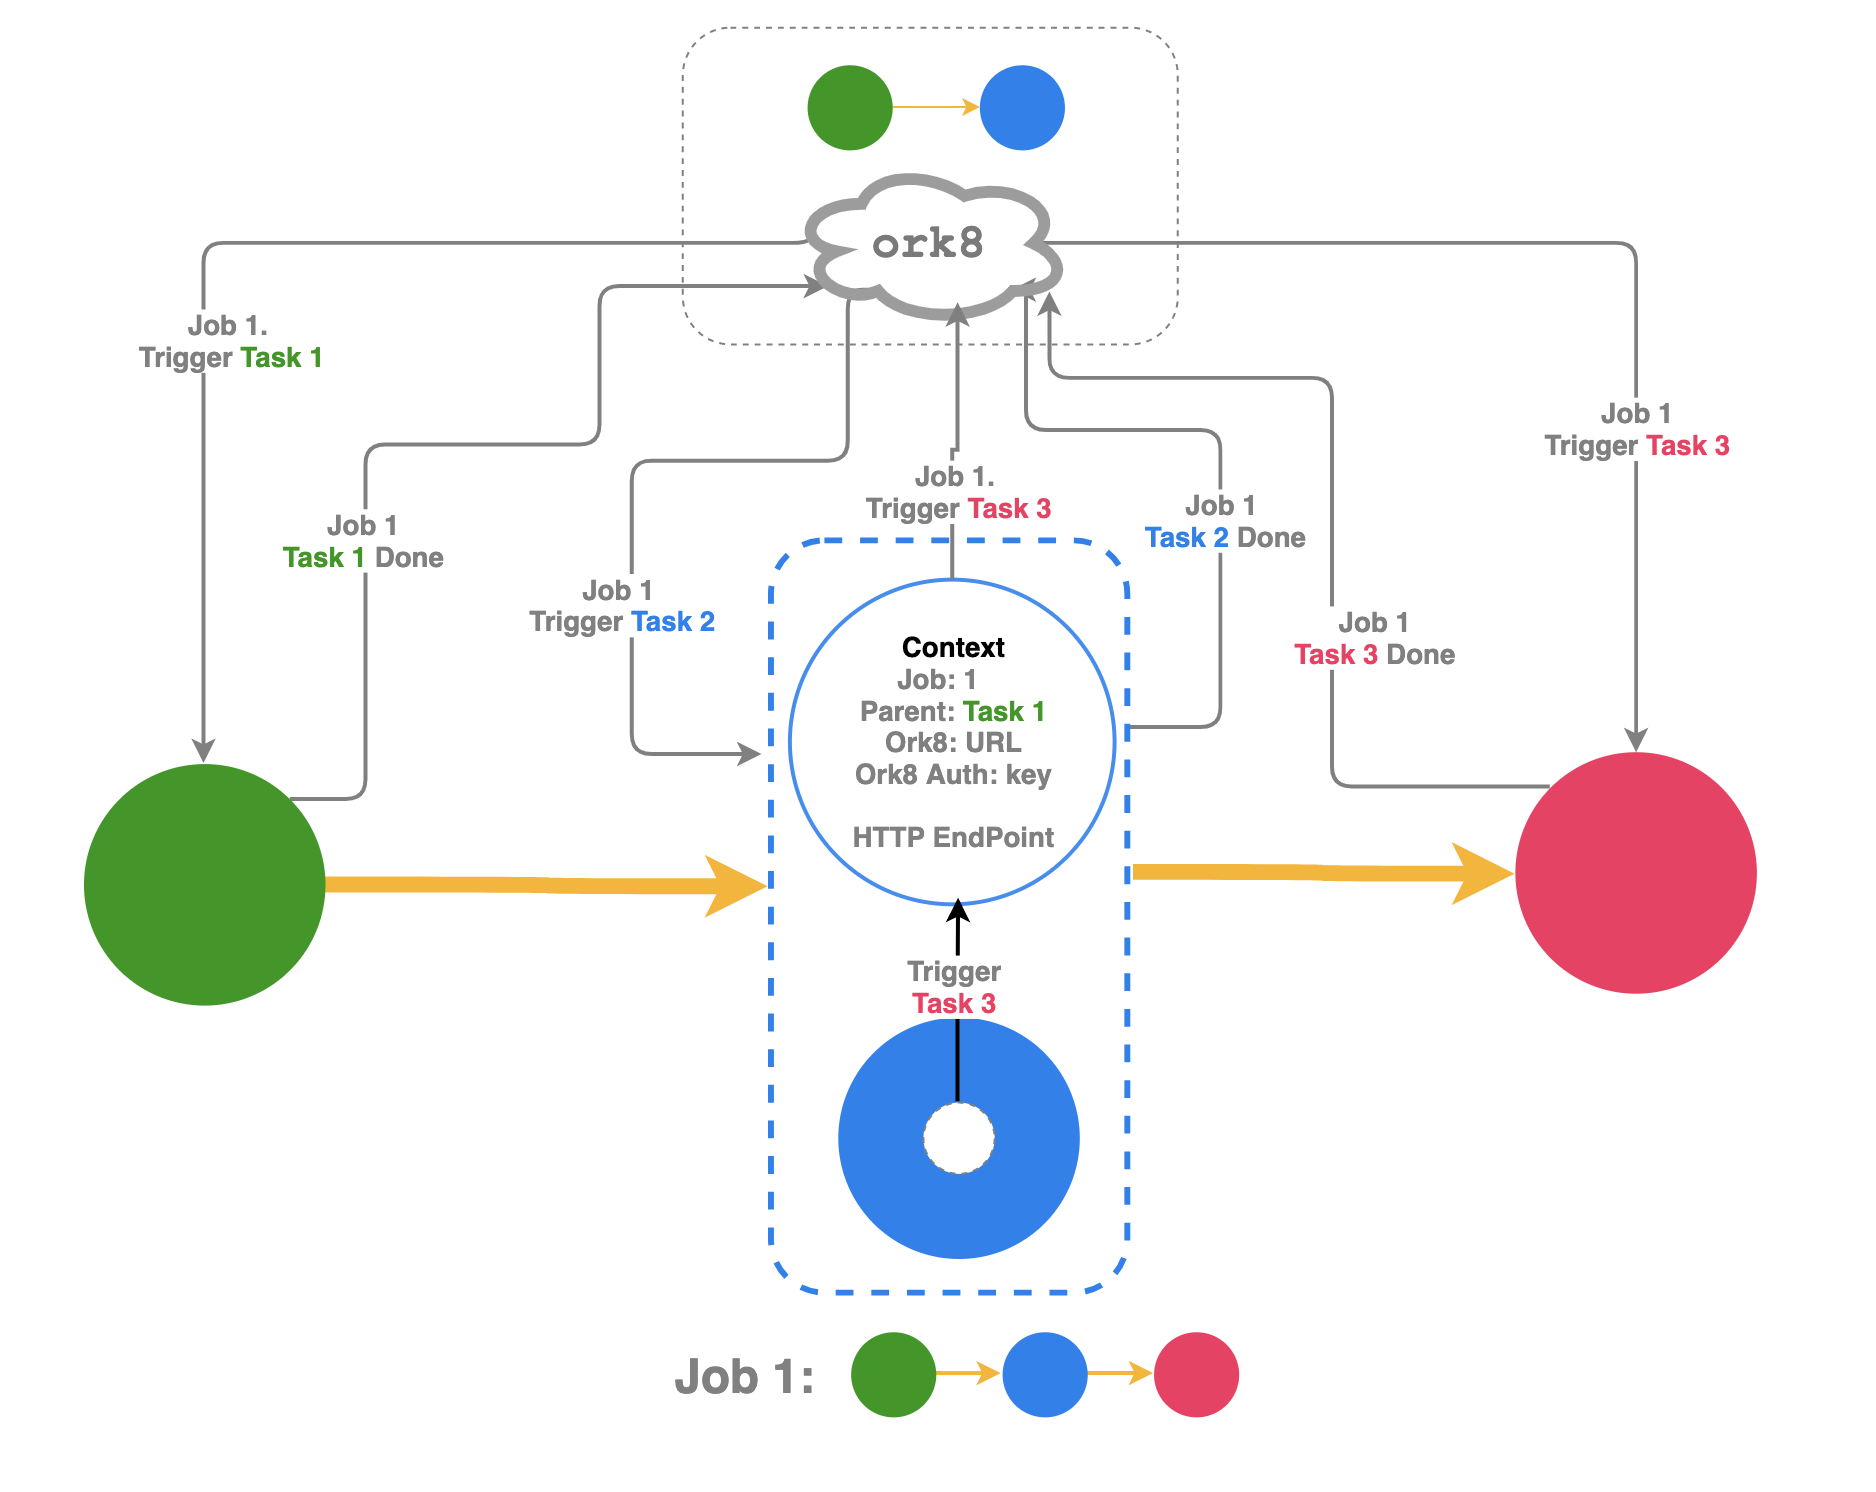 ork8
Job 1.
Trigger Task 1
Job 1
Task 1 Done
Job 1
Trigger Task 2
Job 1.
Trigger Task 3
Job 1
Task 2 Done
Job 1
Task 3 Done
Job 1
Trigger Task 3
Context
Job: 1
Parent: Task 1
Ork8: URL
Ork8 Auth: key
HTTP EndPoint
Trigger
Task 3
Job 1: